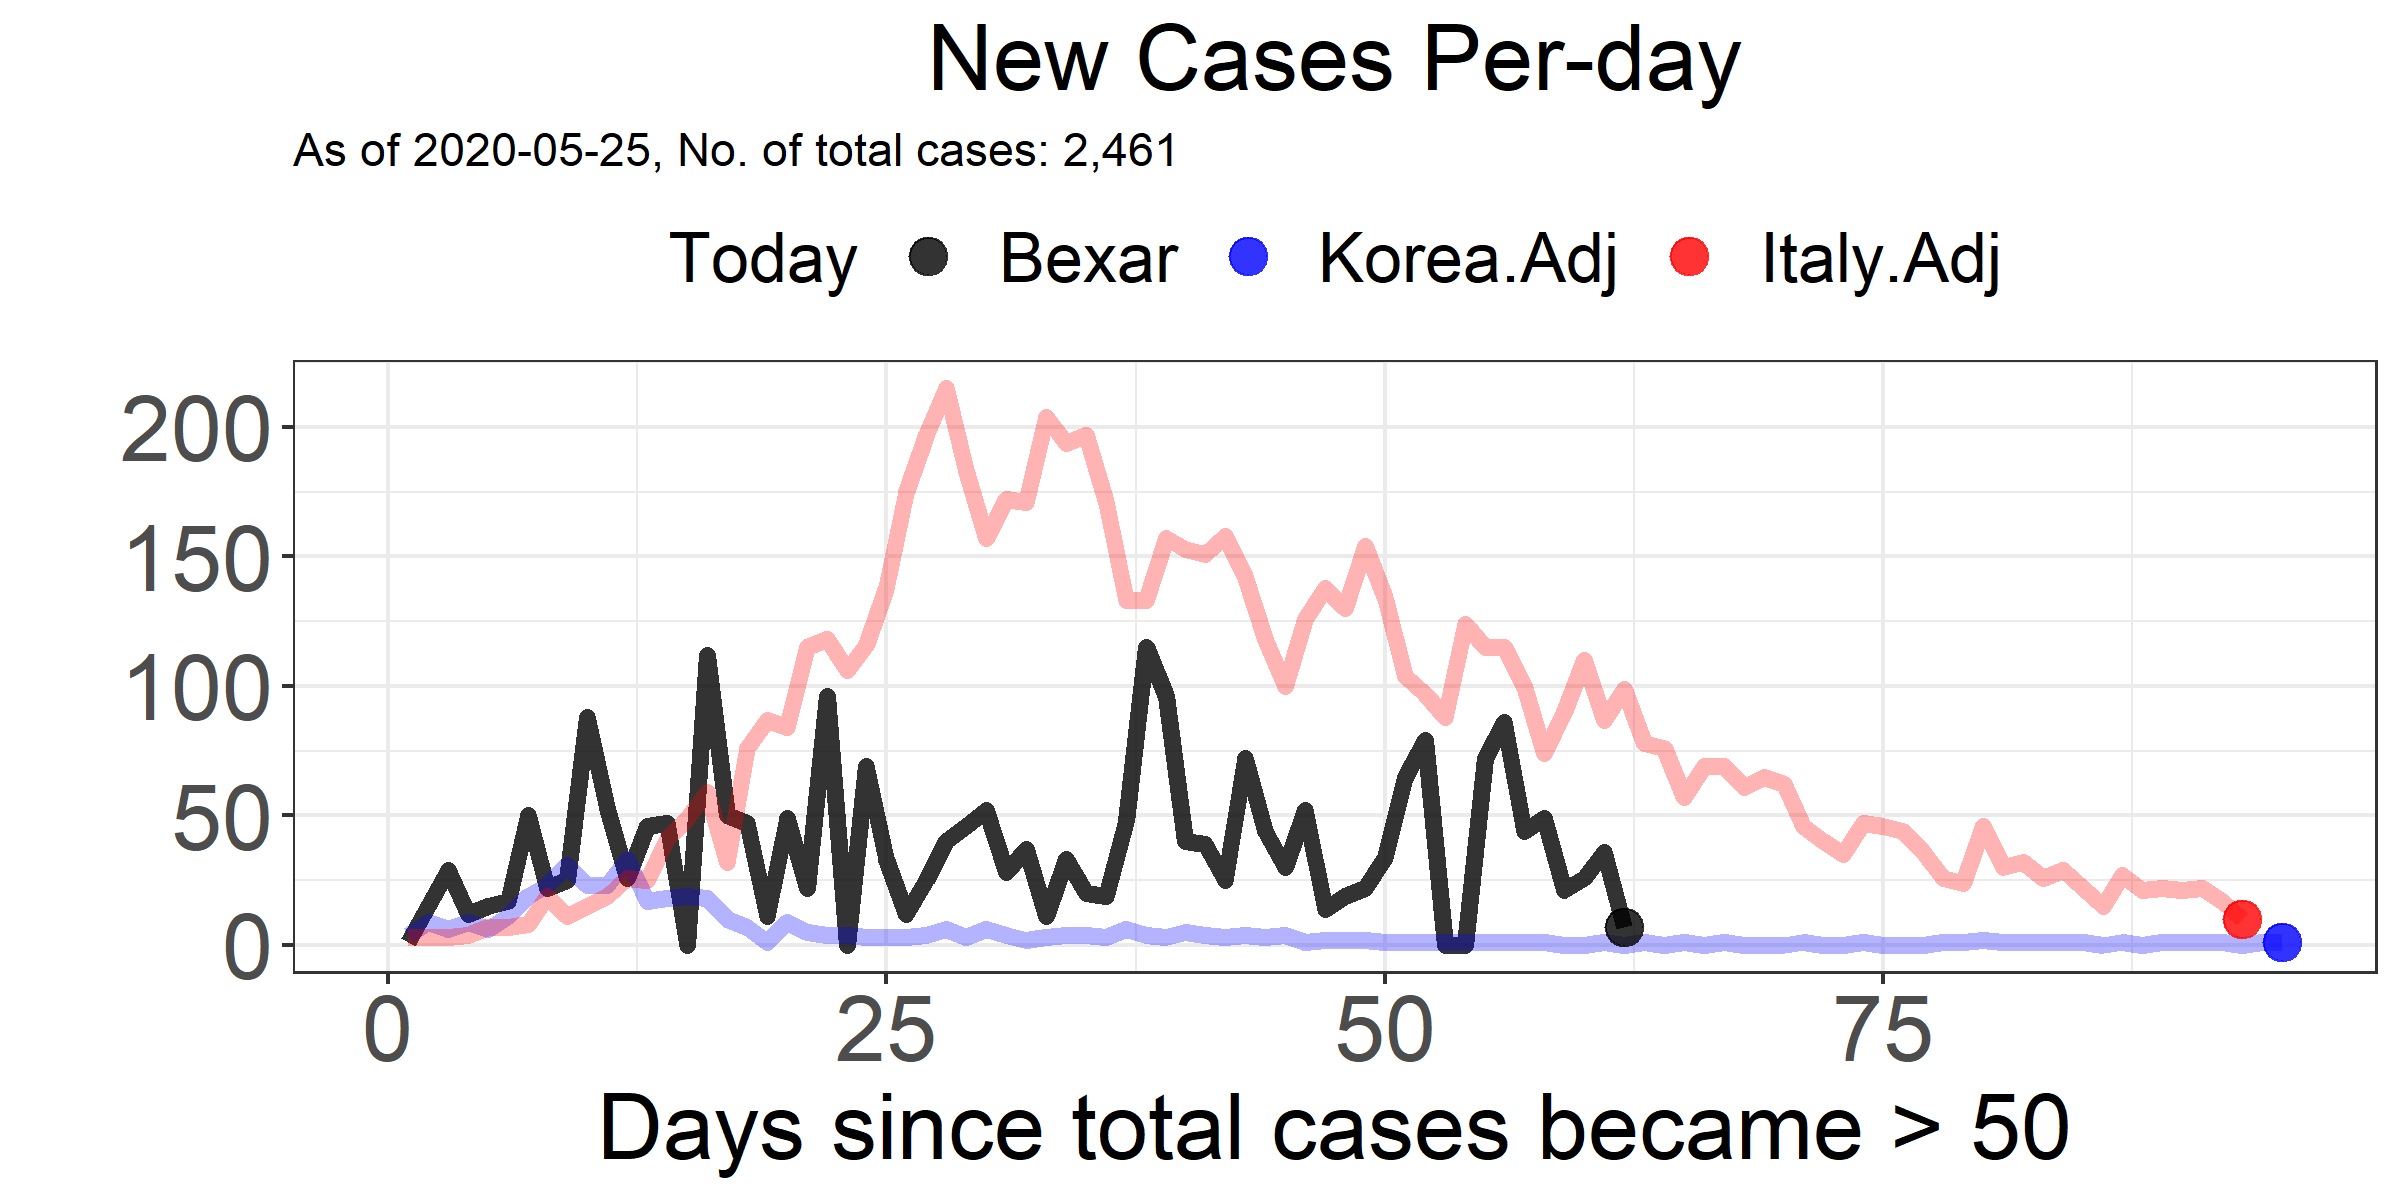 New Cases Per-day
As of 2020-05-25, No. of total cases: 2,461
Today Bexar Korea.Adj Italy.Adj
200
150
100
50
0
0 25 50 75
Days since total cases became > 50